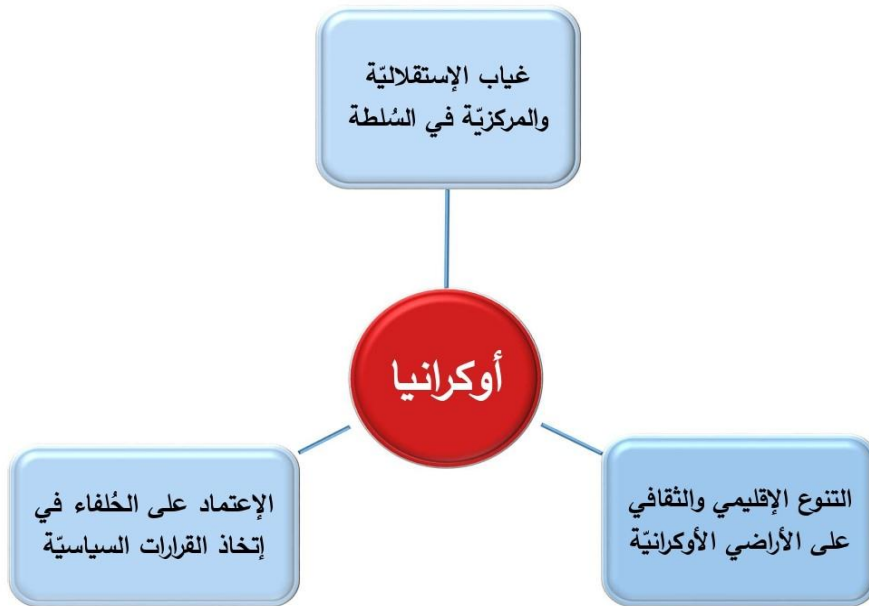 غياب الإستقلاليّة
والمركزيّة في السُلطة
أوكرانيا
التنوع الإقليمي والثقافي
على الأراضي الأوكرانيّة
الإعتماد على الحُلفاء في
إتخاذ القرارات السياسيّة